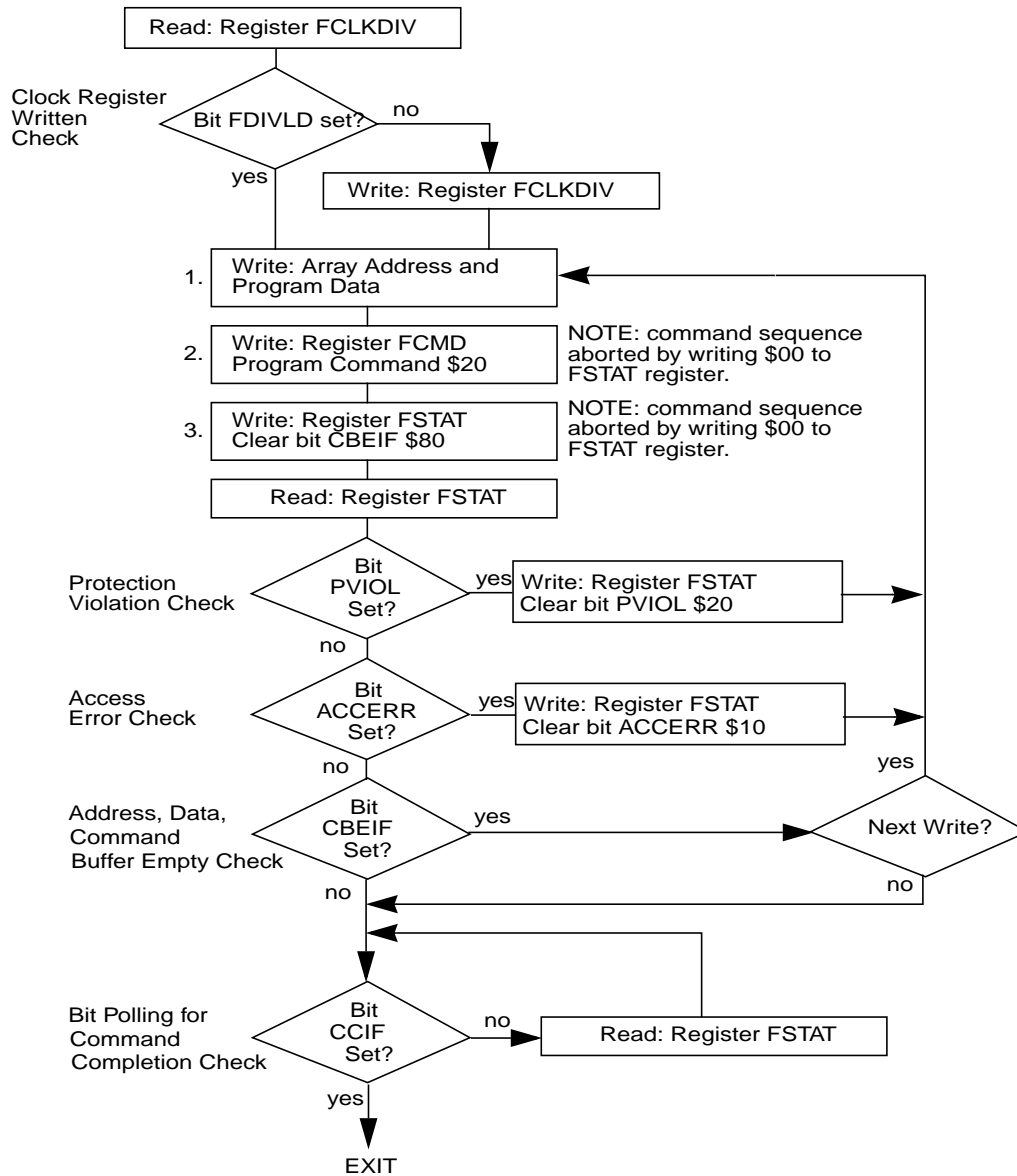 Read: Register FCLKDIV
Clock Register
Written
Check
Bit FDIVLD set?
no
yes
Write: Register FCLKDIV
1.
Write: Array Address and
Program Data
2.
Write: Register FCMD
Program Command $20
NOTE: command sequence
aborted by writing $00 to
FSTAT register.
3.
Write: Register FSTAT
Clear bit CBEIF $80
NOTE: command sequence
aborted by writing $00 to
FSTAT register.
Read: Register FSTAT
Protection
Violation Check
Bit
PVIOL
Set?
yes
Write: Register FSTAT
Clear bit PVIOL $20
no
Access
Error Check
Bit
ACCERR
Set?
yes
Write: Register FSTAT
Clear bit ACCERR $10
no
yes
Address, Data,
Command
Buffer Empty Check
Bit
CBEIF
Set?
yes
Next Write?
no
no
Bit Polling for
Command
Completion Check
Bit
CCIF
Set?
no
Read: Register FSTAT
yes
EXIT